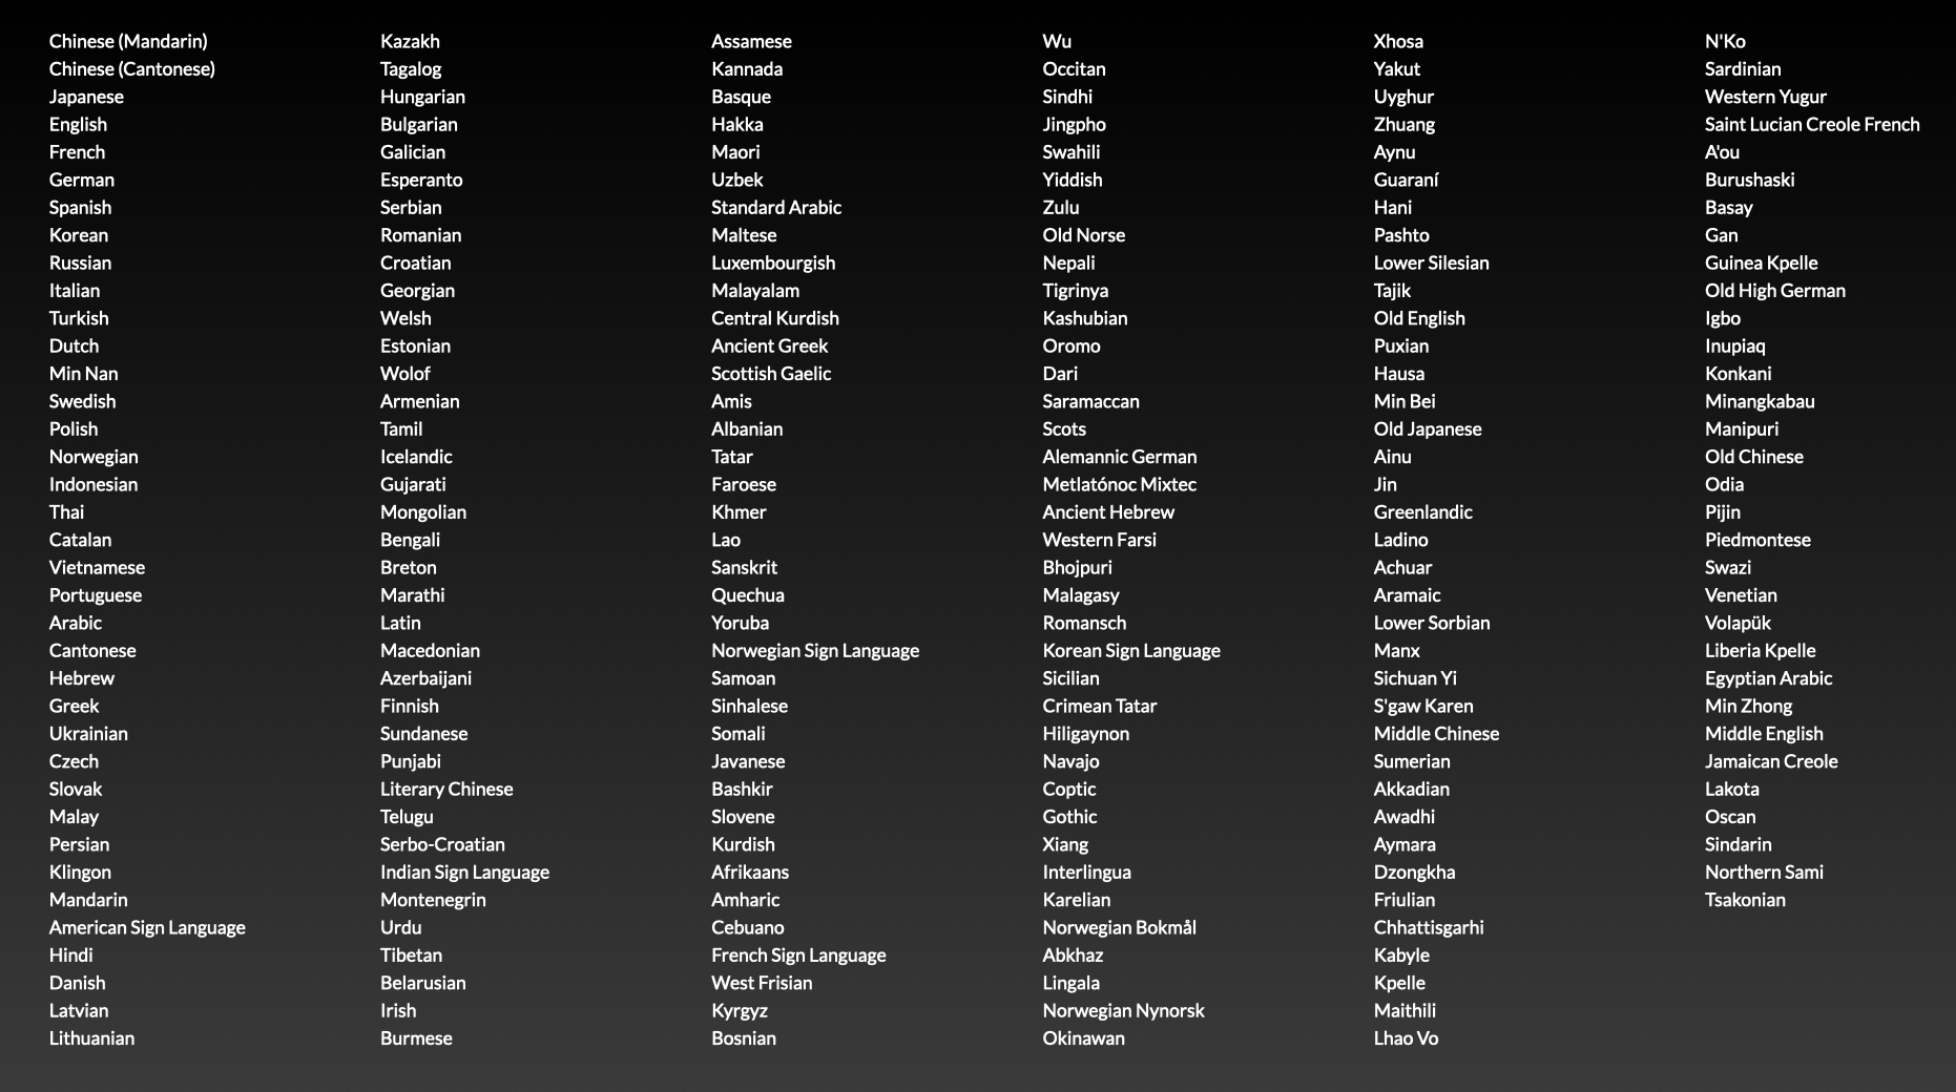 Chinese (Mandarin)
Chinese (Cantonese)
Japanese
English
French
German
Spanish
Korean
Russian
Italian
Turkish
Dutch
Min Nan
Swedish
Polish
Norwegian
Indonesian
Thai
Catalan
Vietnamese
Portuguese
Arabic
Cantonese
Hebrew
Greek
Ukrainian
Czech
Slovak
Malay
Persian
Klingon
Mandarin
American Sign Language
Hindi
Danish
Latvian
Lithuanian
Kazakh
Tagalog
Hungarian
Bulgarian
Galician
Esperanto
Serbian
Romanian
Croatian
Georgian
Welsh
Estonian
Wolof
Armenian
Tamil
Icelandic
Gujarati
Mongolian
Bengali
Breton
Marathi
Latin
Macedonian
Azerbaijani
Finnish
Sundanese
Punjabi
Literary Chinese
Telugu
Serbo-Croatian
Indian Sign Language
Montenegrin
Urdu
Tibetan
Belarusian
Irish
Burmese
Assamese
Kannada
Basque
Hakka
Maori
Uzbek
Standard Arabic
Maltese
Luxembourgish
Malayalam
Central Kurdish
Ancient Greek
Scottish Gaelic
Amis
Albanian
Tatar
Faroese
Khmer
Lao
Sanskrit
Quechua
Yoruba
Norwegian Sign Language
Samoan
Sinhalese
Somali
Javanese
Bashkir
Slovene
Kurdish
Afrikaans
Amharic
Cebuano
French Sign Language
West Frisian
Kyrgyz
Bosnian
Wu
Occitan
Sindhi
Jingpho
Swahili
Yiddish
Zulu
Old Norse
Nepali
Tigrinya
Kashubian
Oromo
Dari
Saramaccan
Scots
Alemannic German
Metlatónoc Mixtec
Ancient Hebrew
Western Farsi
Bhojpuri
Malagasy
Romansch
Korean Sign Language
Sicilian
Crimean Tatar
Hiligaynon
Navajo
Coptic
Gothic
Xiang
Interlingua
Karelian
Norwegian Bokmål
Abkhaz
Lingala
Norwegian Nynorsk
Okinawan
Xhosa
Yakut
Uyghur
Zhuang
Aynu
Guaraní
Hani
Pashto
Lower Silesian
Tajik
Old English
Puxian
Hausa
Min Bei
Old Japanese
Ainu
Jin
Greenlandic
Ladino
Achuar
Aramaic
Lower Sorbian
Manx
Sichuan Yi
S'gaw Karen
Middle Chinese
Sumerian
Akkadian
Awadhi
Aymara
Dzongkha
Friulian
Chhattisgarhi
Kabyle
Kpelle
Maithili
Lhao Vo
N'Ko
Sardinian
Western Yugur
Saint Lucian Creole French
A'ou
Burushaski
Basay
Gan
Guinea Kpelle
Old High German
Igbo
Inupiaq
Konkani
Minangkabau
Manipuri
Old Chinese
Odia
Pijin
Piedmontese
Swazi
Venetian
Volapük
Liberia Kpelle
Egyptian Arabic
Min Zhong
Middle English
Jamaican Creole
Lakota
Oscan
Sindarin
Northern Sami
Tsakonian